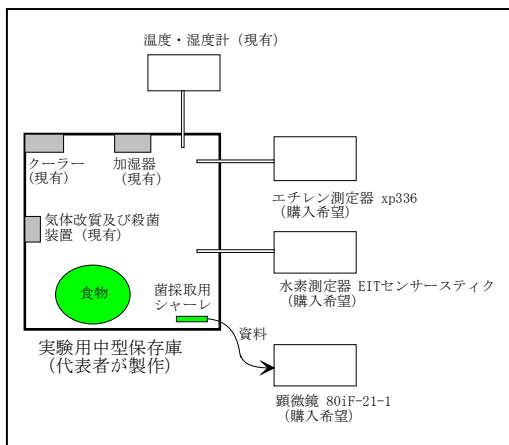 温度・湿度計（現有）
クーラー
（現有）
加湿器
（現有）
エチレン測定器 xp336
（購入希望）
気体改質及び殺菌
装置（現有）
水素測定器 EITセンサースティク
（購入希望）
食物
菌採取用
シャーレ
資料
実験用中型保存庫
（代表者が製作）
顕微鏡 80iF-21-1
（購入希望）